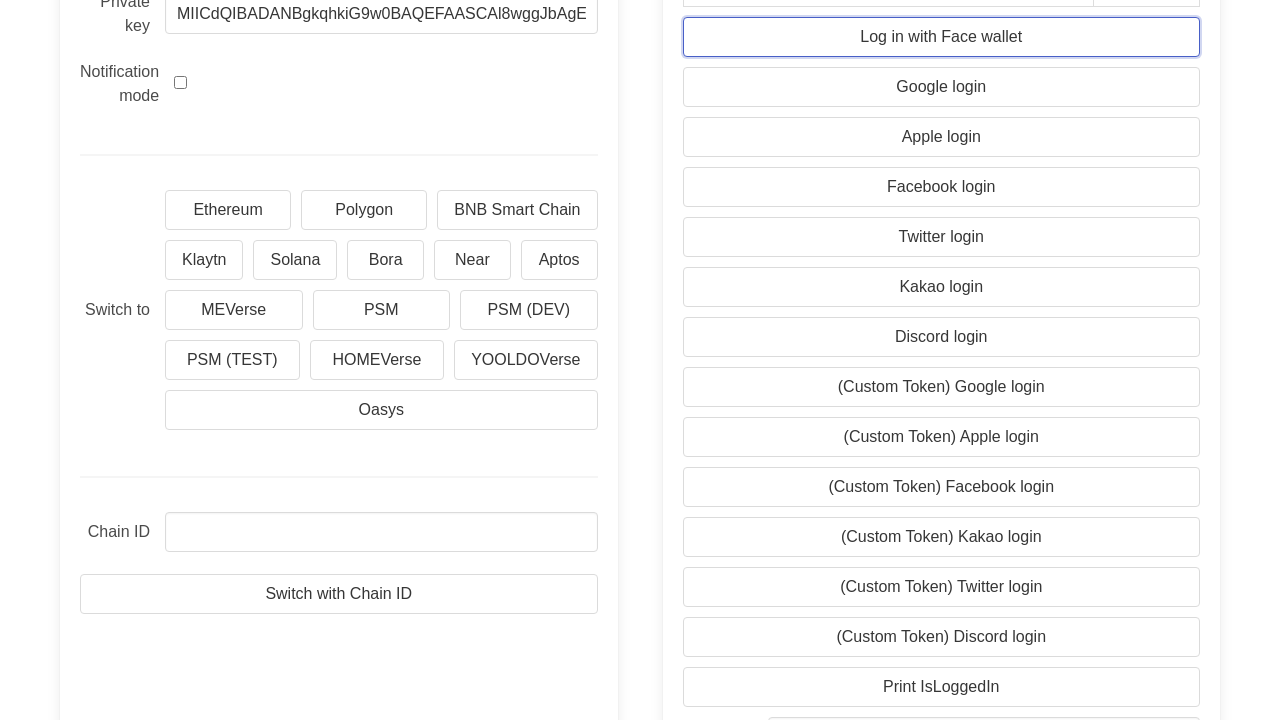 Private
key
MIICdQIBADANBgkqhkiG9w0BAQEFAASCAl8wggJbAgE
Notification
mode
Switch to
Ethereum
Polygon
BNB Smart Chain
Klaytn
Solana
Bora
Near
Aptos
MEVerse
PSM
PSM (DEV)
PSM (TEST)
HOMEVerse
YOOLDOVerse
Oasys
Chain ID
Switch with Chain ID
Log in with Face wallet
Google login
Apple login
Facebook login
Twitter login
Kakao login
Discord login
(Custom Token) Google login
(Custom Token) Apple login
(Custom Token) Facebook login
(Custom Token) Kakao login
(Custom Token) Twitter login
(Custom Token) Discord login
Print IsLoggedIn